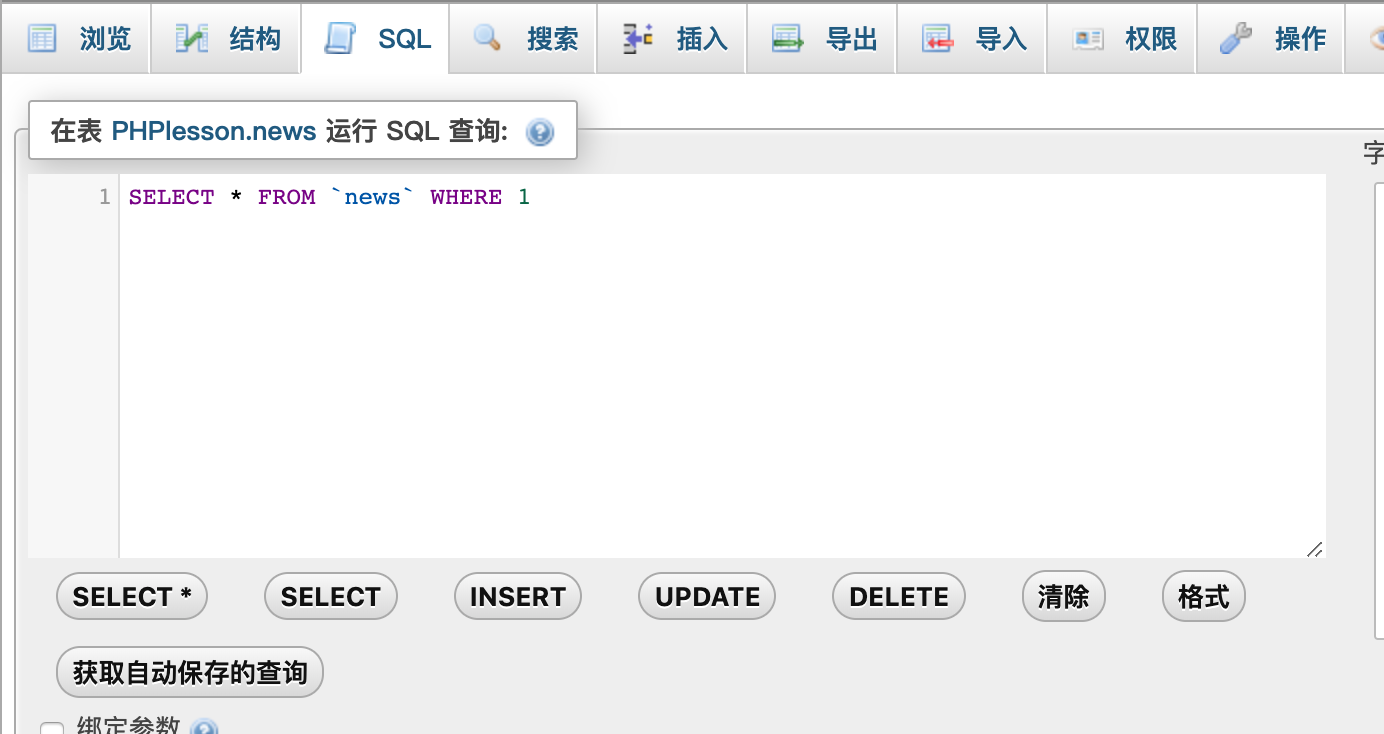 浏览 结构 SQL 搜索 插入 导出 导入 权限 操作
在表 PHPlesson.news 运行 SQL 查询:
字
1 SELECT * FROM `news` WHERE 1
SELECT * SELECT INSERT UPDATE DELETE 清除 格式
获取自动保存的查询
绑定参数